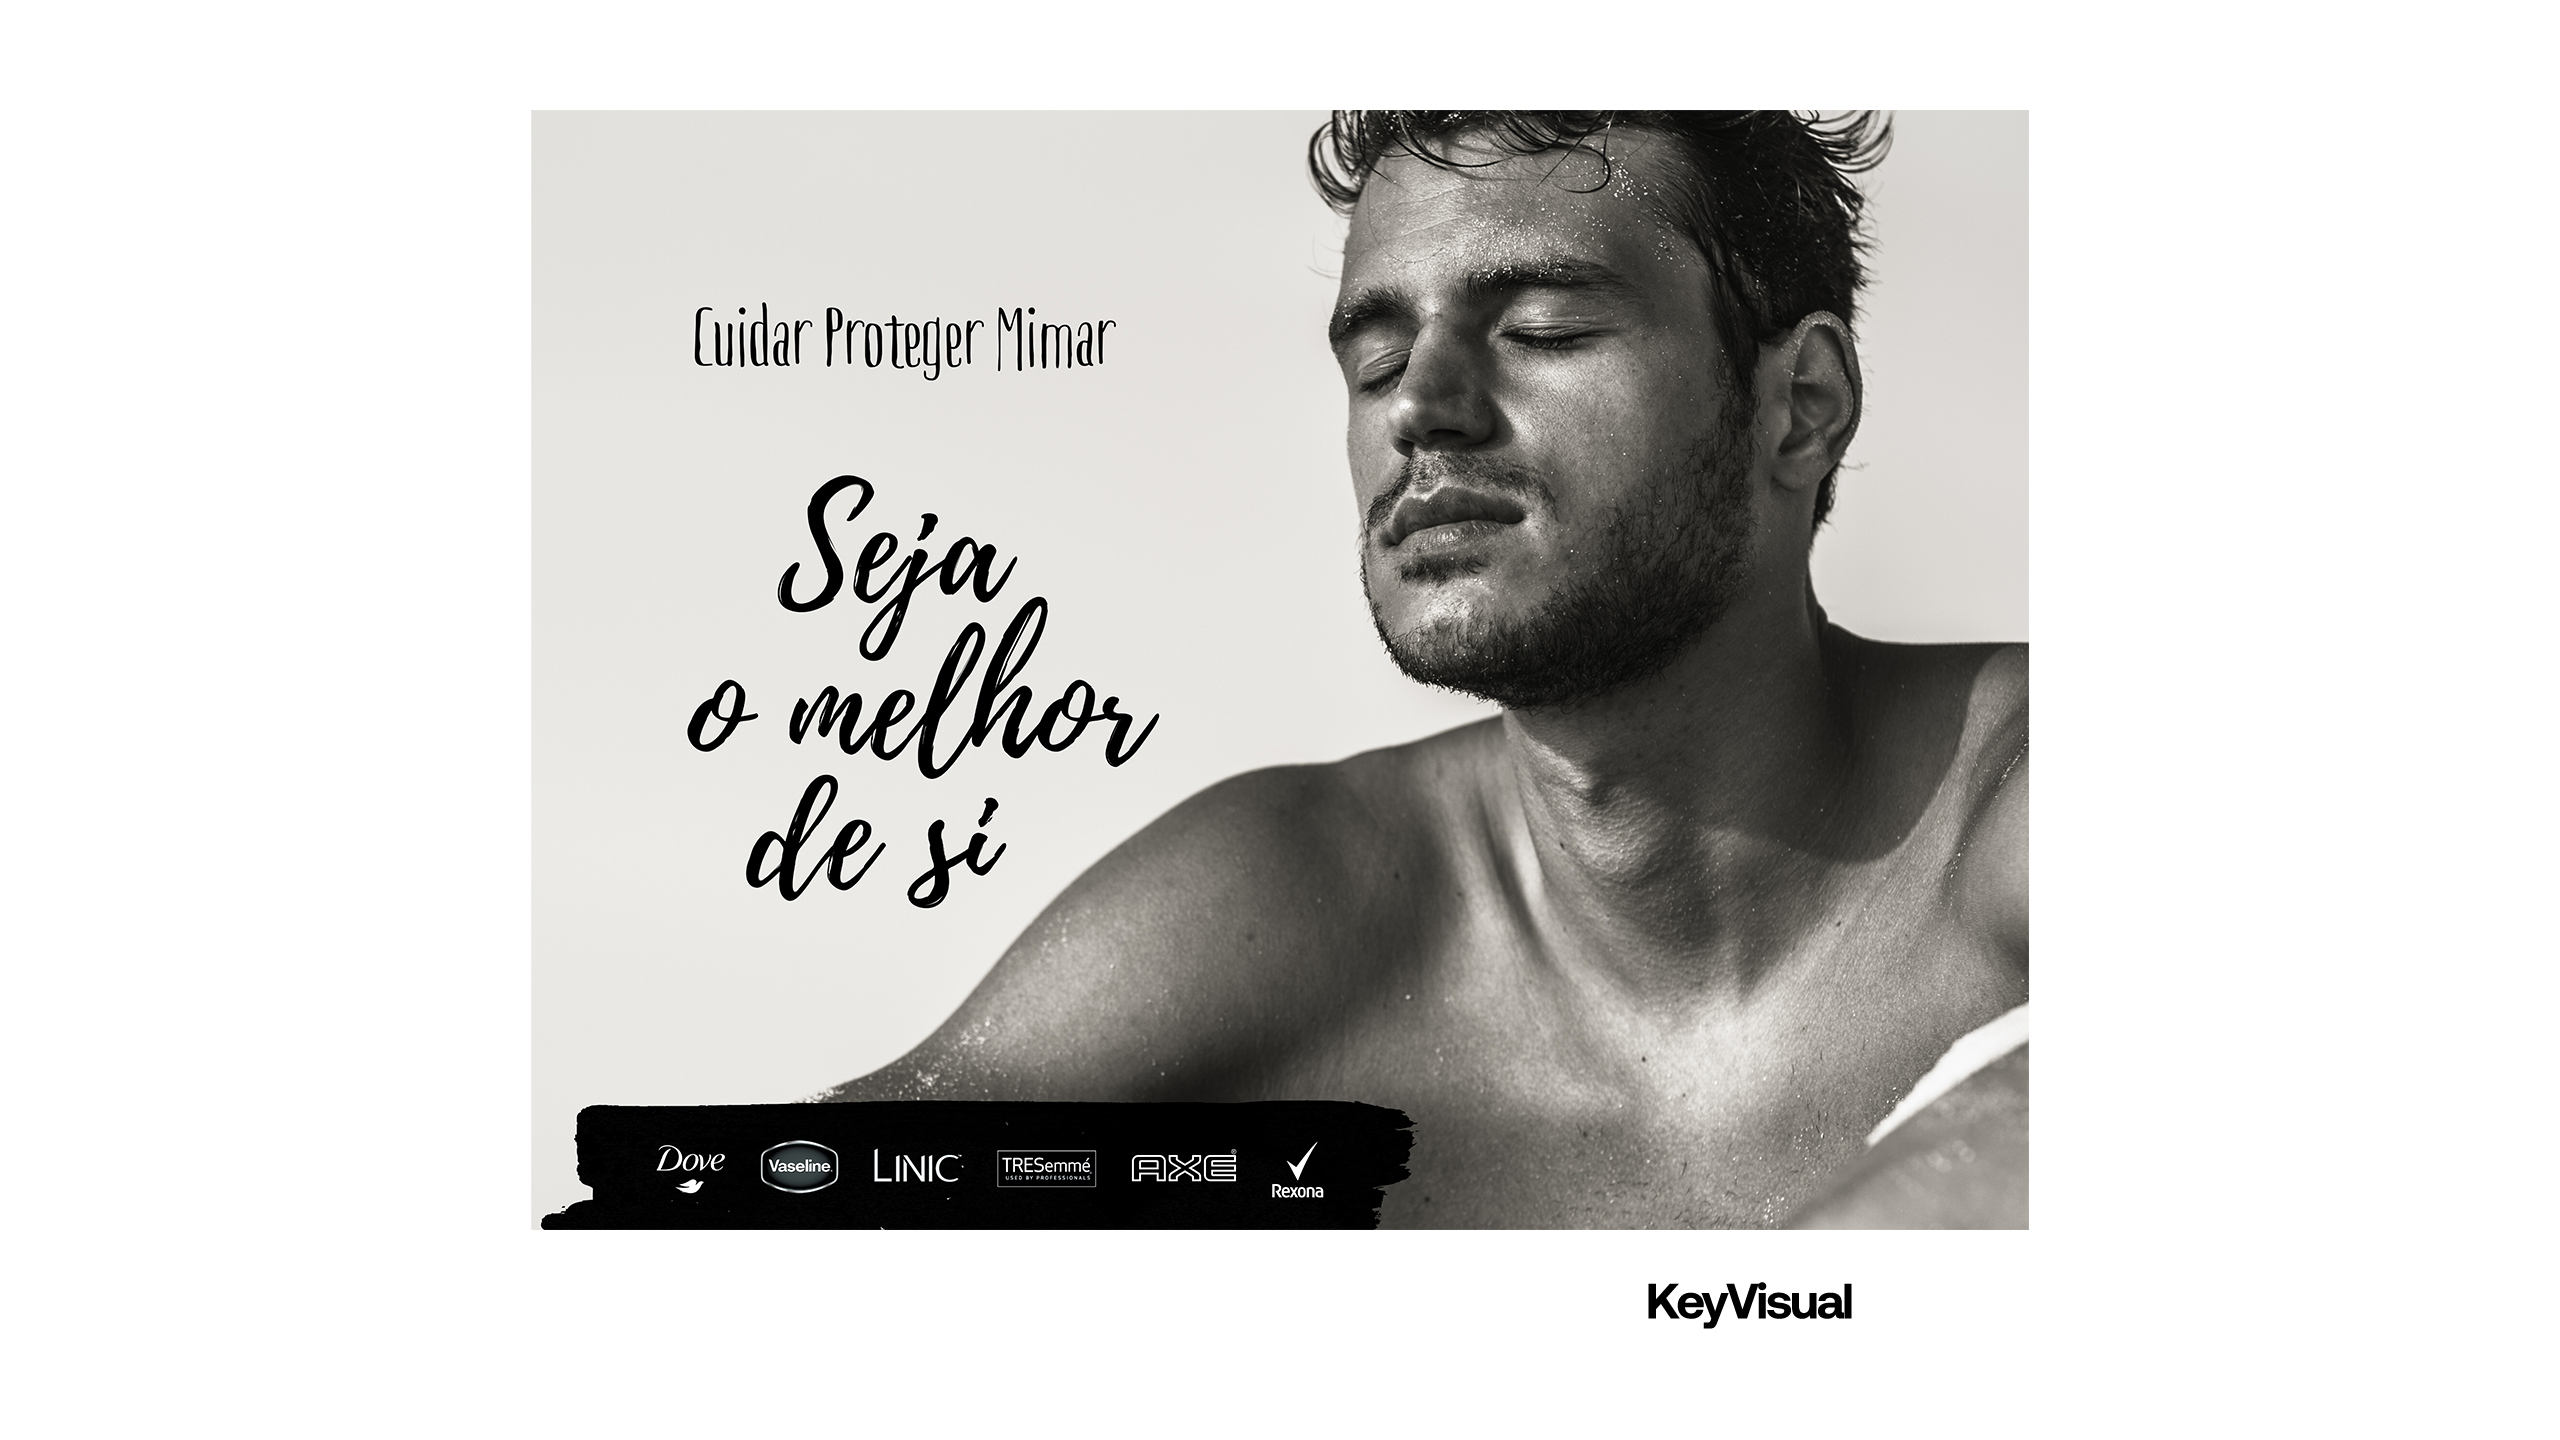 Cuidar Proteger Mimar
Seja
o melhor
de si
Dove
Vaseline
LINIC
TRESemmé
USED BY PROFESSIONALS
AXE
Rexona
KeyVisual